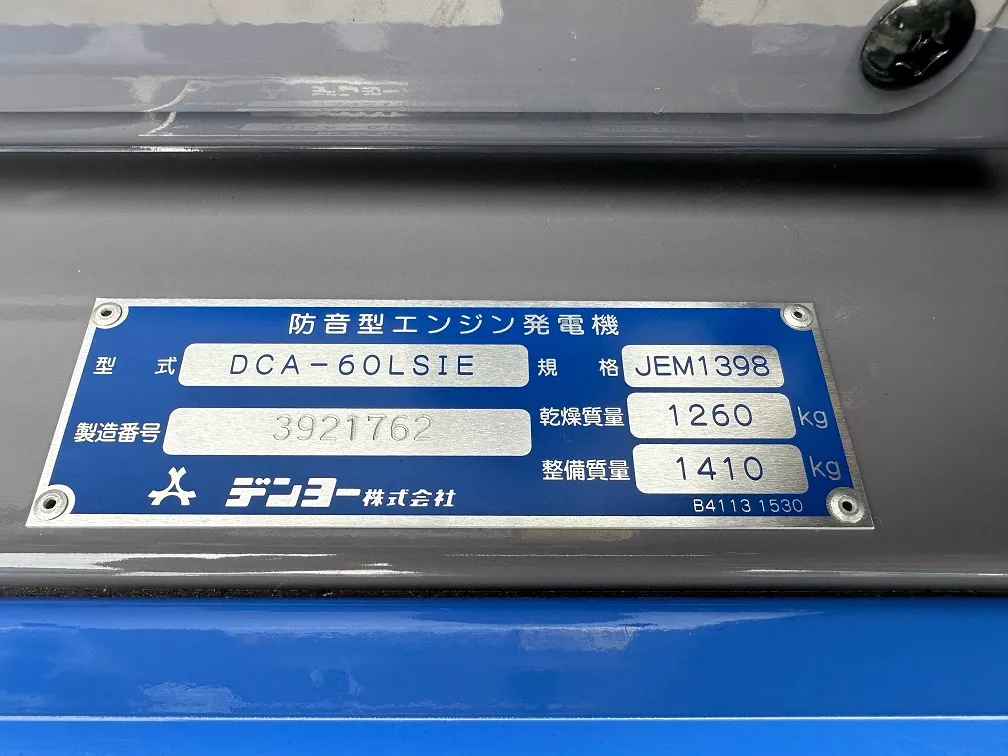 防音型エンジン発電機
型式 DCA-60LSIE 規格 JEM1398
製造番号 3921762 乾燥質量 1260 kg
整備質量 1410 kg
デンヨー株式会社
B4113 1530